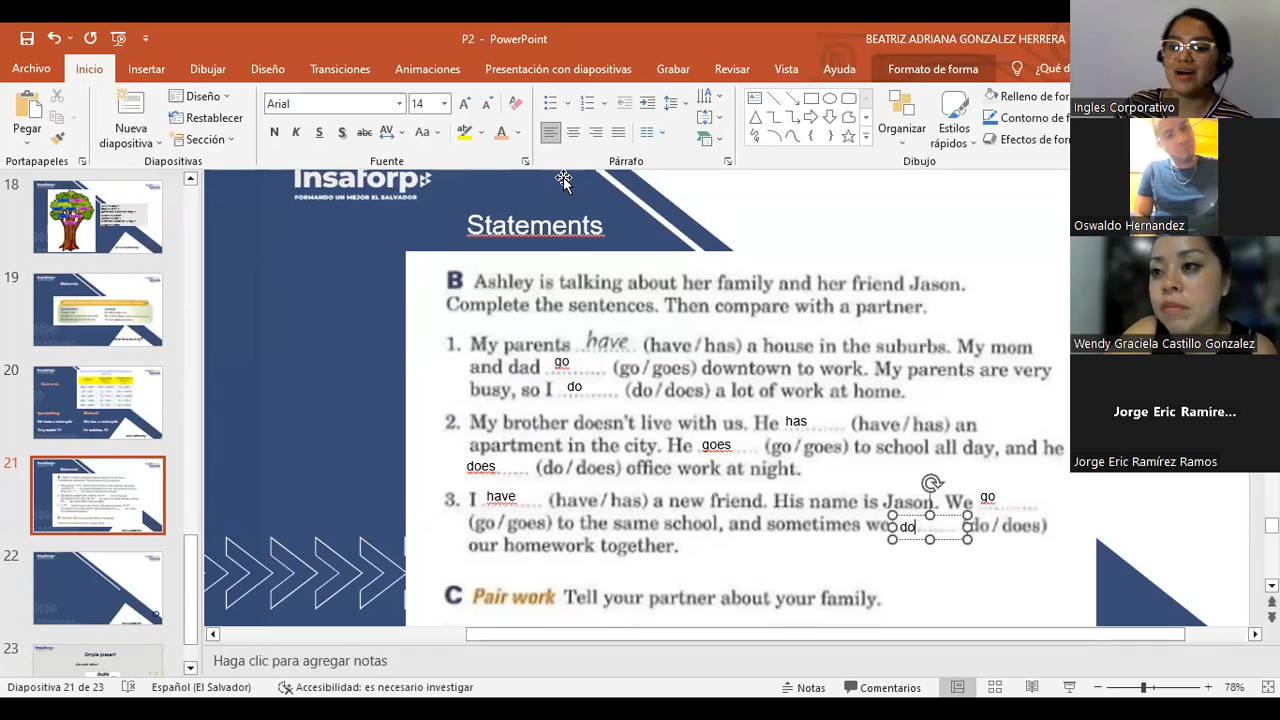 P2 - PowerPoint
BEATRIZ ADRIANA GONZALEZ HERRERA
Archivo Inicio Insertar Dibujar Diseño Transiciones Animaciones Presentación con diapositivas Grabar Revisar Vista Ayuda Formato de forma ¿Qué d
Pegar
Nueva diapositiva
Diseño
Restablecer
Sección
Arial 14
N K S S abc AV Aa A A A
Organizar
Estilos rápidos
Relleno de for
Contorno de f
Efectos de for
Portapapeles Diapositivas Fuente Párrafo Dibujo
18
19
20
21
22
23
Simple present
Insaforp
FORMANDO UN MEJOR EL SALVADOR
Statements
B Ashley is talking about her family and her friend Jason.
Complete the sentences. Then compare with a partner.
1. My parents have (have / has) a house in the suburbs. My mom
and dad go (go / goes) downtown to work. My parents are very
busy, so I do (do / does) a lot of work at home.
2. My brother doesn't live with us. He has (have / has) an
apartment in the city. He goes (go / goes) to school all day, and he
does (do / does) office work at night.
3. I have (have / has) a new friend. His name is Jason. We go
(go / goes) to the same school, and sometimes we do (do / does)
our homework together.
C Pair work Tell your partner about your family.
Haga clic para agregar notas
Diapositiva 21 de 23 Español (El Salvador) Accesibilidad: es necesario investigar Notas Comentarios 78%
Ingles Corporativo
Oswaldo Hernandez
Wendy Graciela Castillo Gonzalez
Jorge Eric Ramíre...
Jorge Eric Ramírez Ramos